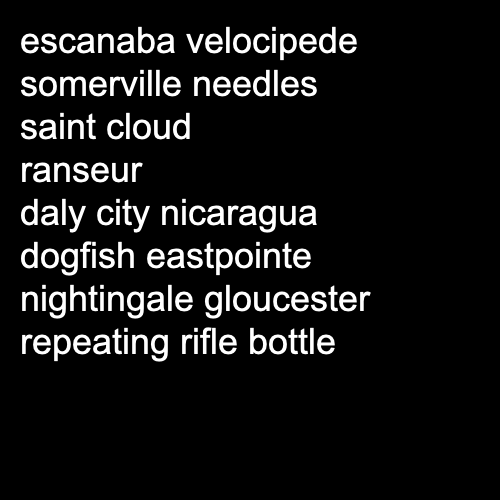 escanaba velocipede
somerville needles
saint cloud
ranseur
daly city nicaragua
dogfish eastpointe
nightingale gloucester
repeating rifle bottle